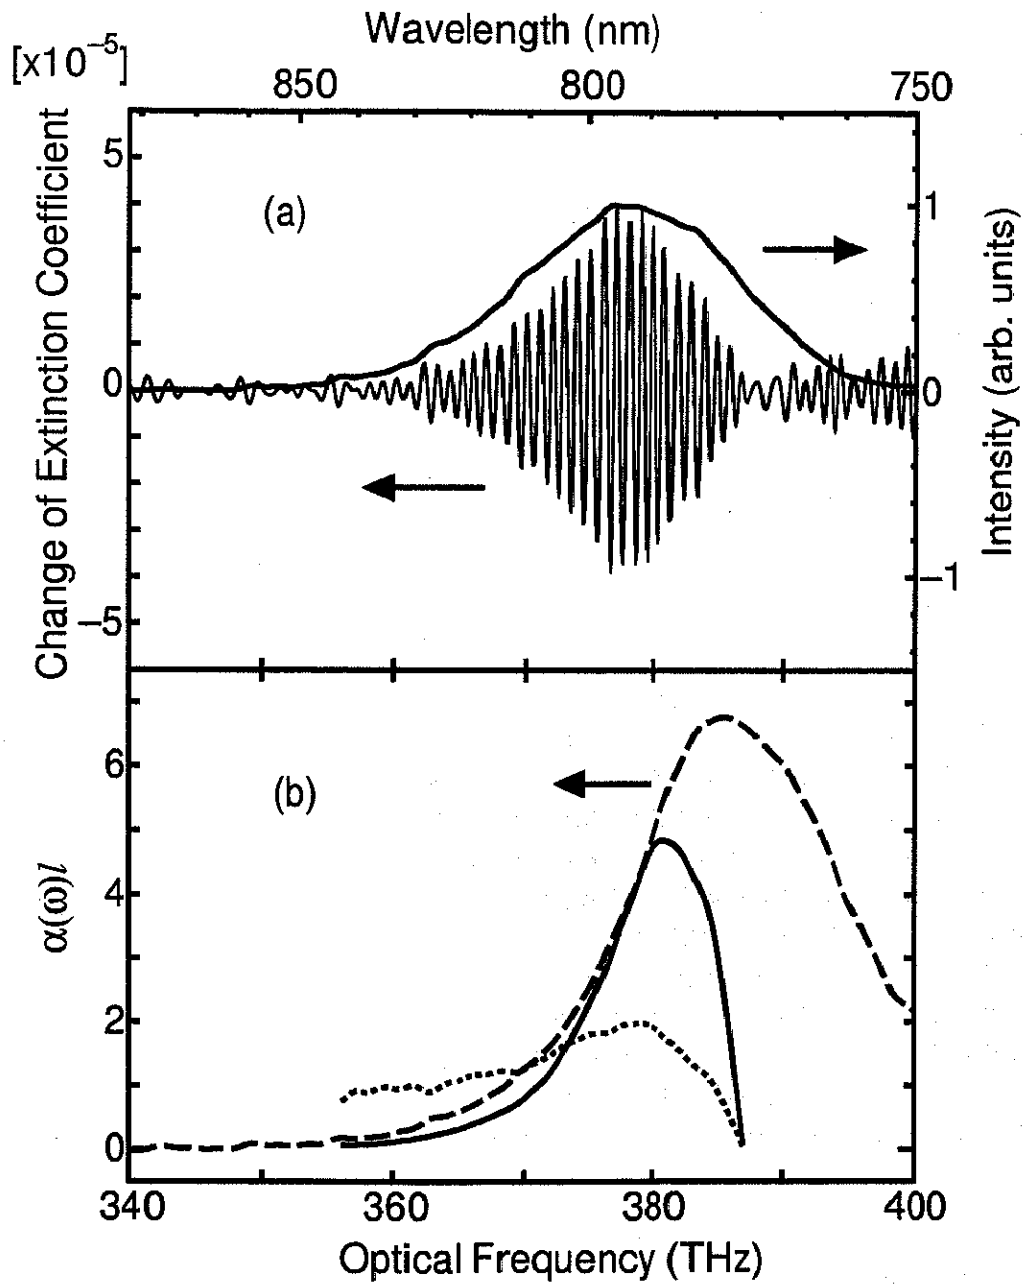 Wavelength (nm)
[x10⁻⁵]
850 800 750
Change of Extinction Coefficient
5
0
−5
(a)
1
0
−1
Intensity (arb. units)
(b)
α(ω)l
6
4
2
0
340 360 380 400
Optical Frequency (THz)